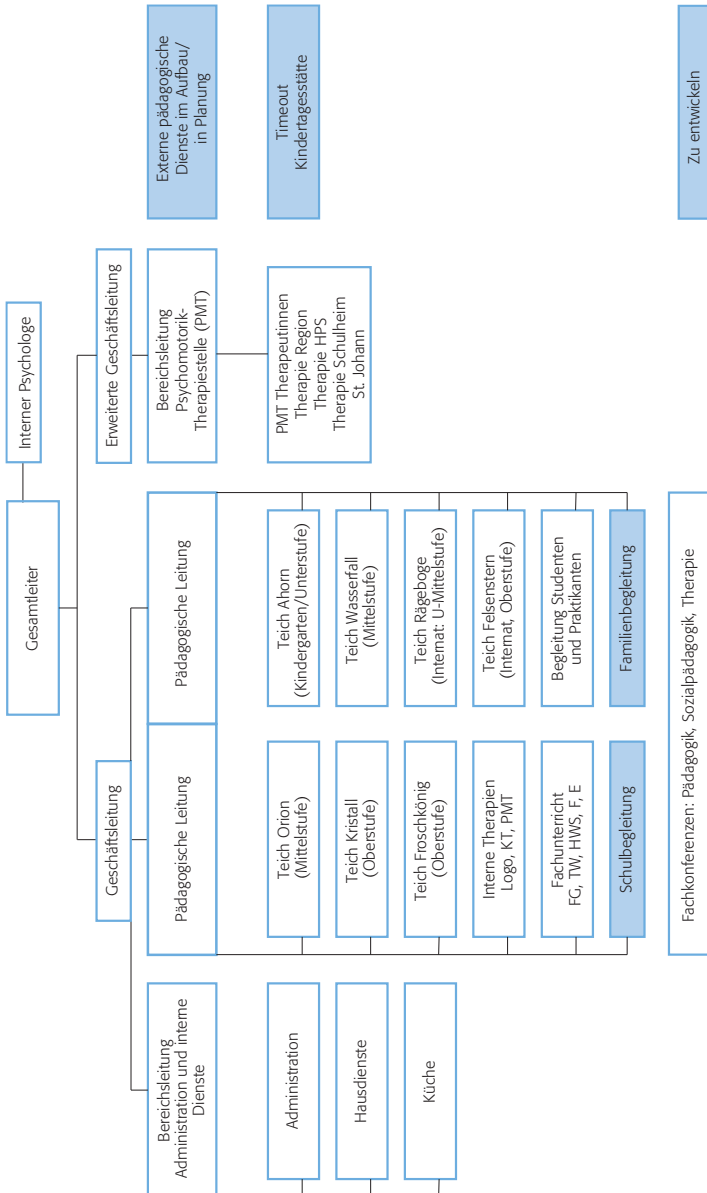 Gesamtleiter
Interner Psychologe
Geschäftsleitung
Erweiterte Geschäftsleitung
Bereichsleitung
Administration und interne
Dienste
Pädagogische Leitung
Pädagogische Leitung
Bereichsleitung
Psychomotorik-
Therapiestelle (PMT)
Externe pädagogische
Dienste im Aufbau/
in Planung
Administration
Hausdienste
Küche
Teich Orion
(Mittelstufe)
Teich Kristall
(Oberstufe)
Teich Froschkönig
(Oberstufe)
Interne Therapien
Logo, KT, PMT
Fachunterricht
FG, TW, HWS, F, E
Schulbegleitung
Teich Ahorn
(Kindergarten/Unterstufe)
Teich Wasserfall
(Mittelstufe)
Teich Rägeboge
(Internat: U-Mittelstufe)
Teich Felsenstern
(Internat, Oberstufe)
Begleitung Studenten
und Praktikanten
Familienbegleitung
PMT Therapeutinnen
Therapie Region
Therapie HPS
Therapie Schulheim
St. Johann
Timeout
Kindertagesstätte
Fachkonferenzen: Pädagogik, Sozialpädagogik, Therapie
Zu entwickeln